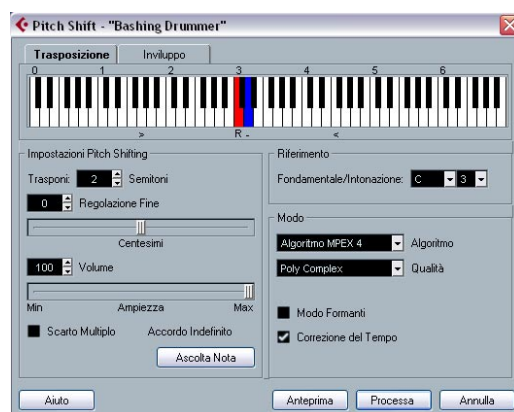 Pitch Shift - "Bashing Drummer"
Trasposizione Inviluppo
0 1 2 3 4 5 6
» R - «
Impostazioni Pitch Shifting
Trasponi: 2 Semitoni
0 Regolazione Fine
Centesimi
100 Volume
Min Ampiezza Max
Scarto Multiplo Accordo Indefinito
Ascolta Nota
Riferimento
Fondamentale/Intonazione: C 3
Modo
Algoritmo MPEX 4 Algoritmo
Poly Complex Qualità
Modo Formanti
Correzione del Tempo
Aiuto Anteprima Processa Annulla